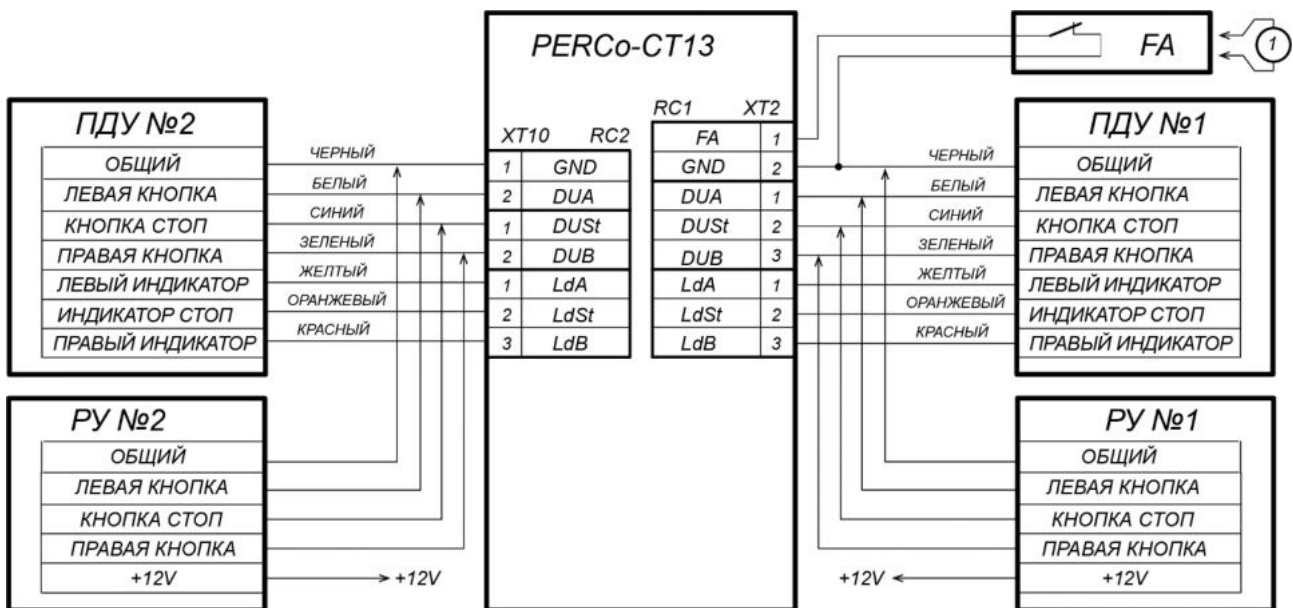 PERCo-CT13
FA
1
ПДУ №2
ОБЩИЙ
ЛЕВАЯ КНОПКА
КНОПКА СТОП
ПРАВАЯ КНОПКА
ЛЕВЫЙ ИНДИКАТОР
ИНДИКАТОР СТОП
ПРАВЫЙ ИНДИКАТОР
ЧЕРНЫЙ
БЕЛЫЙ
СИНИЙ
ЗЕЛЕНЫЙ
ЖЕЛТЫЙ
ОРАНЖЕВЫЙ
КРАСНЫЙ
XT10 RC2
1 GND
2 DUA
1 DUSt
2 DUB
1 LdA
2 LdSt
3 LdB
RC1 XT2
FA 1
GND 2
DUA 1
DUSt 2
DUB 3
LdA 1
LdSt 2
LdB 3
ЧЕРНЫЙ
БЕЛЫЙ
СИНИЙ
ЗЕЛЕНЫЙ
ЖЕЛТЫЙ
ОРАНЖЕВЫЙ
КРАСНЫЙ
ПДУ №1
ОБЩИЙ
ЛЕВАЯ КНОПКА
КНОПКА СТОП
ПРАВАЯ КНОПКА
ЛЕВЫЙ ИНДИКАТОР
ИНДИКАТОР СТОП
ПРАВЫЙ ИНДИКАТОР
РУ №2
ОБЩИЙ
ЛЕВАЯ КНОПКА
КНОПКА СТОП
ПРАВАЯ КНОПКА
+12V
+12V
РУ №1
ОБЩИЙ
ЛЕВАЯ КНОПКА
КНОПКА СТОП
ПРАВАЯ КНОПКА
+12V
+12V